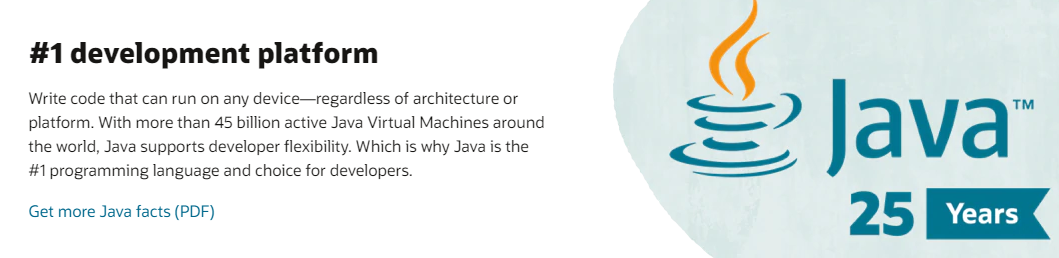 #1 development platform
Write code that can run on any device—regardless of architecture or
platform. With more than 45 billion active Java Virtual Machines around
the world, Java supports developer flexibility. Which is why Java is the
#1 programming language and choice for developers.
Get more Java facts (PDF)
Java™
25 Years